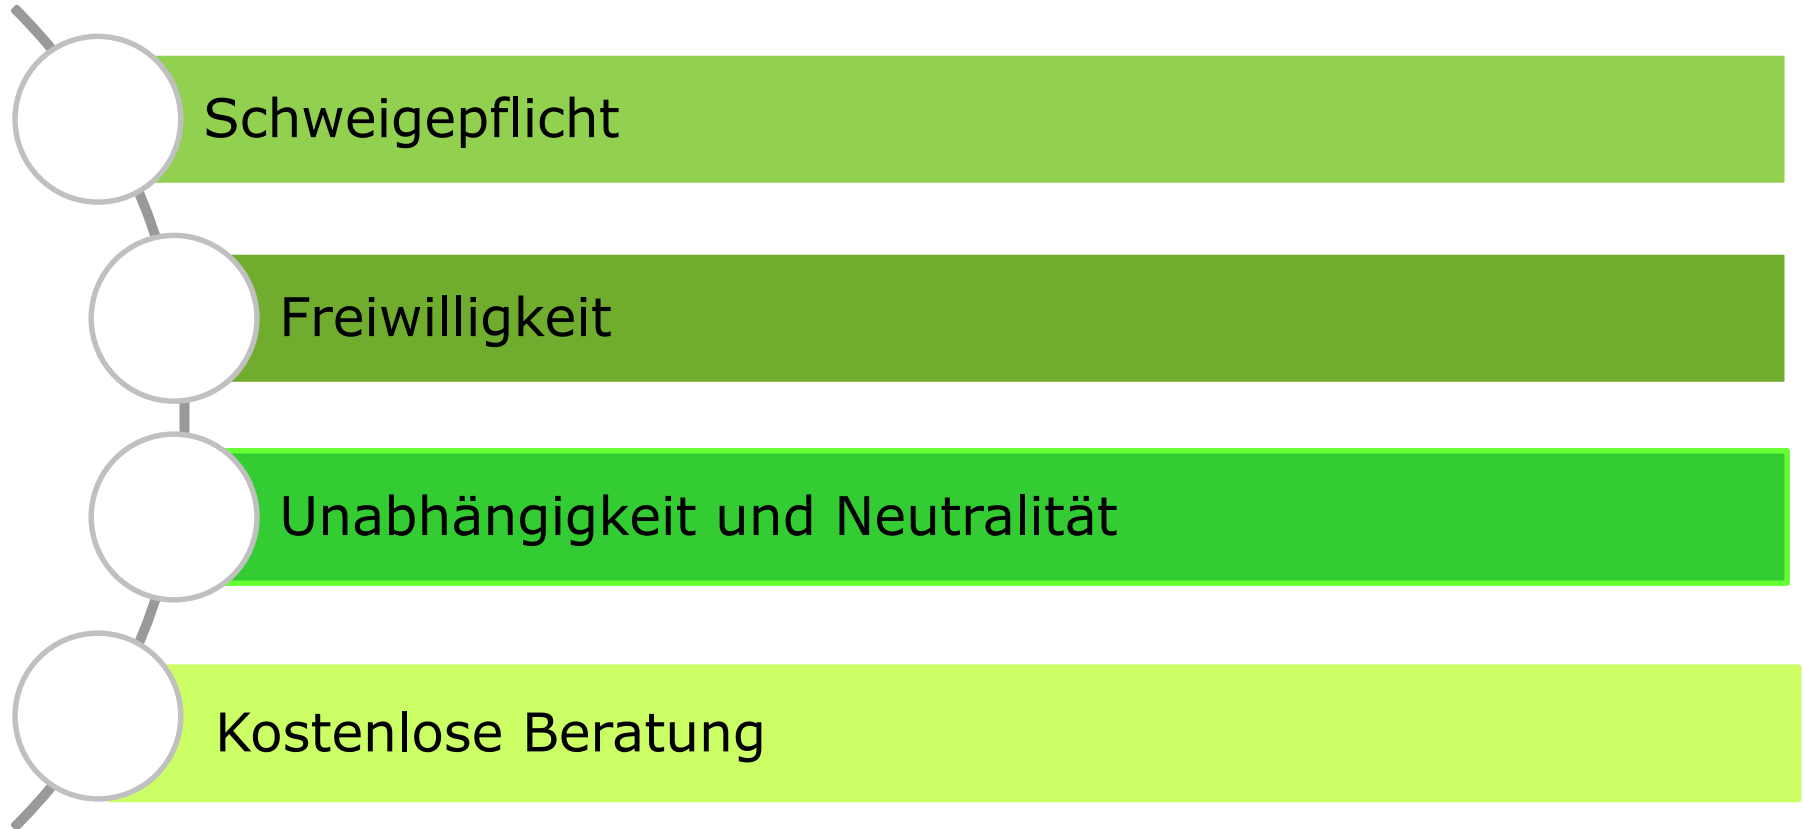 Schweigepflicht
Freiwilligkeit
Unabhängigkeit und Neutralität
Kostenlose Beratung